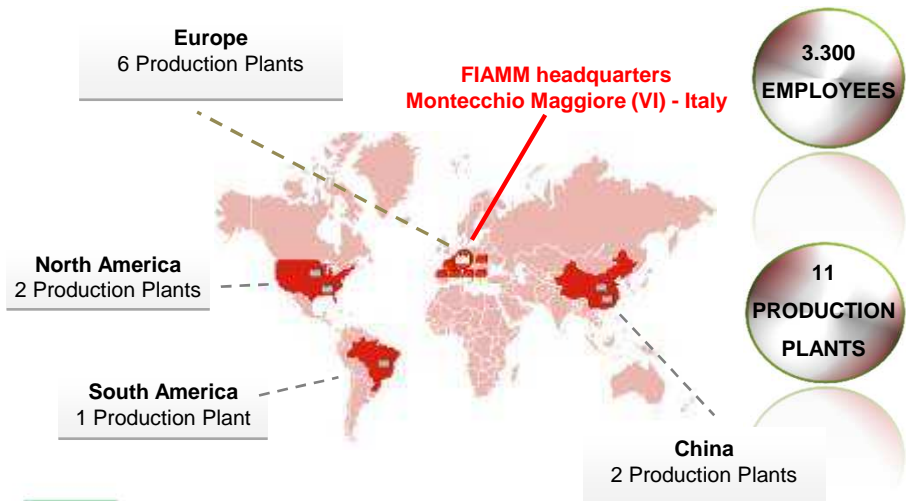 Europe
6 Production Plants
FIAMM headquarters
Montecchio Maggiore (VI) - Italy
3.300
EMPLOYEES
North America
2 Production Plants
11
PRODUCTION
PLANTS
South America
1 Production Plant
China
2 Production Plants